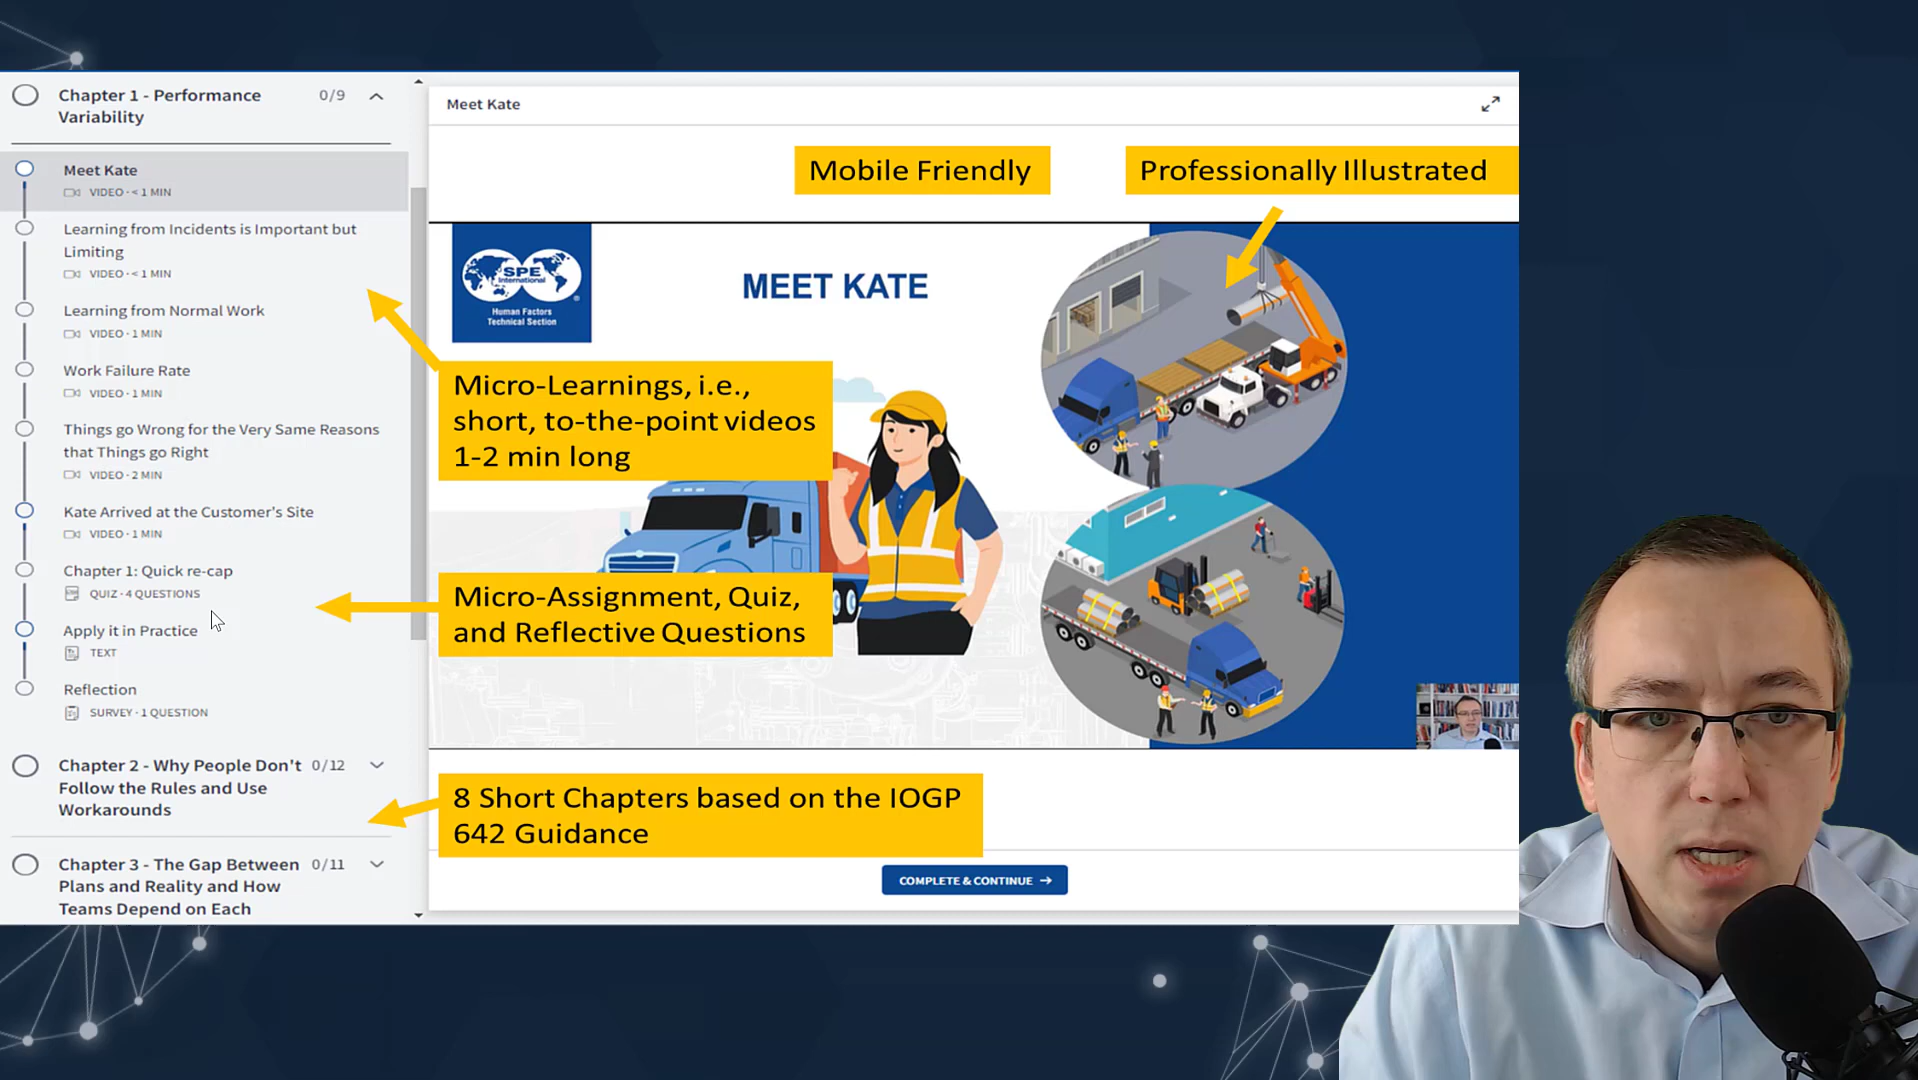 Chapter 1 - Performance
Variability
0/9
Meet Kate
VIDEO · < 1 MIN
Learning from Incidents is Important but
Limiting
VIDEO · < 1 MIN
Learning from Normal Work
VIDEO · 1 MIN
Work Failure Rate
VIDEO · 1 MIN
Things go Wrong for the Very Same Reasons
that Things go Right
VIDEO · 2 MIN
Kate Arrived at the Customer's Site
VIDEO · 1 MIN
Chapter 1: Quick re-cap
QUIZ · 4 QUESTIONS
Apply it in Practice
TEXT
Reflection
SURVEY · 1 QUESTION
Chapter 2 - Why People Don't
Follow the Rules and Use
Workarounds
0/12
Chapter 3 - The Gap Between
Plans and Reality and How
Teams Depend on Each
0/11
Meet Kate
Mobile Friendly
Professionally Illustrated
SPE
International
®
Human Factors
Technical Section
MEET KATE
Micro-Learnings, i.e.,
short, to-the-point videos
1-2 min long
Micro-Assignment, Quiz,
and Reflective Questions
8 Short Chapters based on the IOGP
642 Guidance
COMPLETE & CONTINUE →